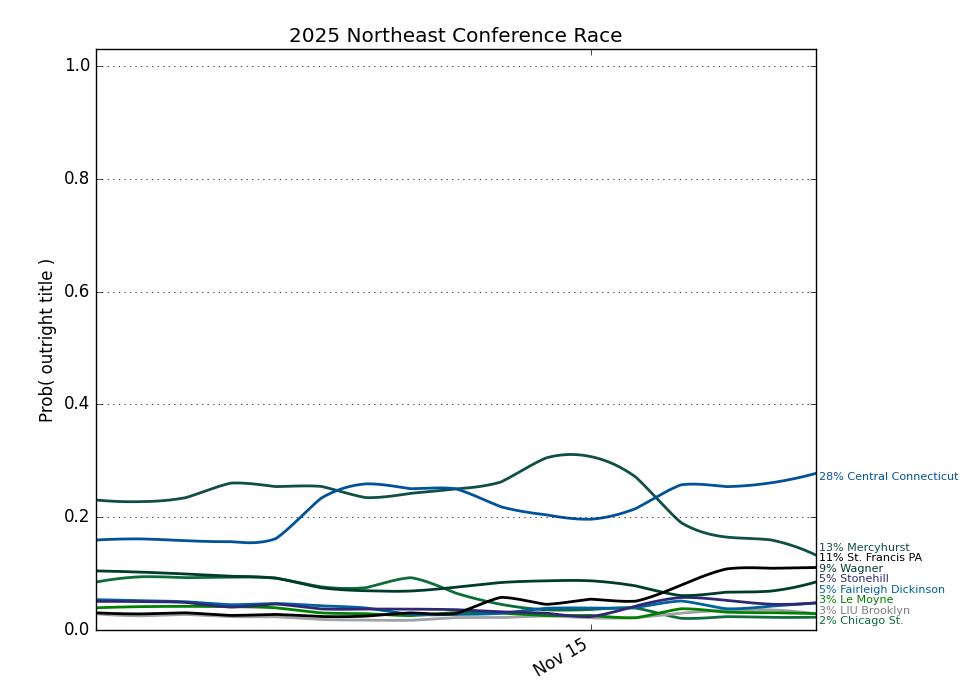 2025 Northeast Conference Race
1.0
0.8
0.6
0.4
0.2
0.0
Prob( outright title )
Nov 15
28% Central Connecticut
13% Mercyhurst
11% St. Francis PA
9% Wagner
5% Stonehill
5% Fairleigh Dickinson
3% Le Moyne
3% LIU Brooklyn
2% Chicago St.